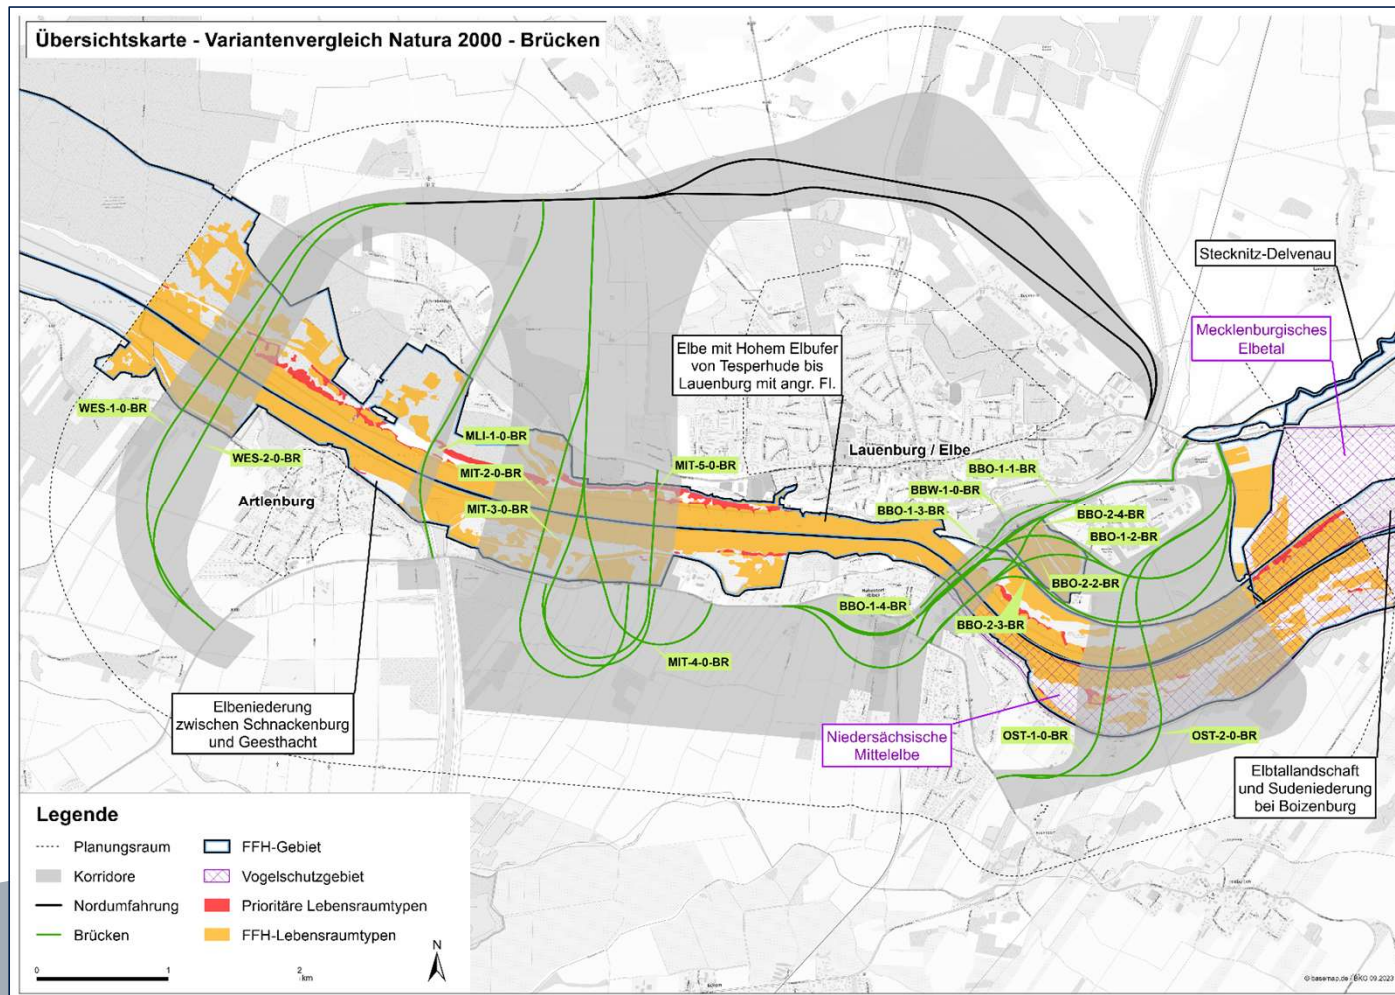 Übersichtskarte - Variantenvergleich Natura 2000 - Brücken
Stecknitz-Delvenau
Mecklenburgisches
Elbetal
Elbe mit Hohem Elbufer
von Tesperhude bis
Lauenburg mit angr. Fl.
WES-1-0-BR
WES-2-0-BR
Artlenburg
MLI-1-0-BR
MIT-2-0-BR
MIT-3-0-BR
MIT-5-0-BR
Lauenburg / Elbe
BBO-1-1-BR
BBW-1-0-BR
BBO-1-3-BR
BBO-2-4-BR
BBO-1-2-BR
BBO-2-2-BR
BBO-1-4-BR
BBO-2-3-BR
MIT-4-0-BR
OST-1-0-BR
OST-2-0-BR
Elbeniederung
zwischen Schnackenburg
und Geesthacht
Niedersächsische
Mittelelbe
Elbtallandschaft
und Sudeniederung
bei Boizenburg
Legende
Planungsraum
Korridore
Nordumfahrung
Brücken
FFH-Gebiet
Vogelschutzgebiet
Prioritäre Lebensraumtypen
FFH-Lebensraumtypen
0 1 2
km
N
© basemap.de / BKG 09.2023